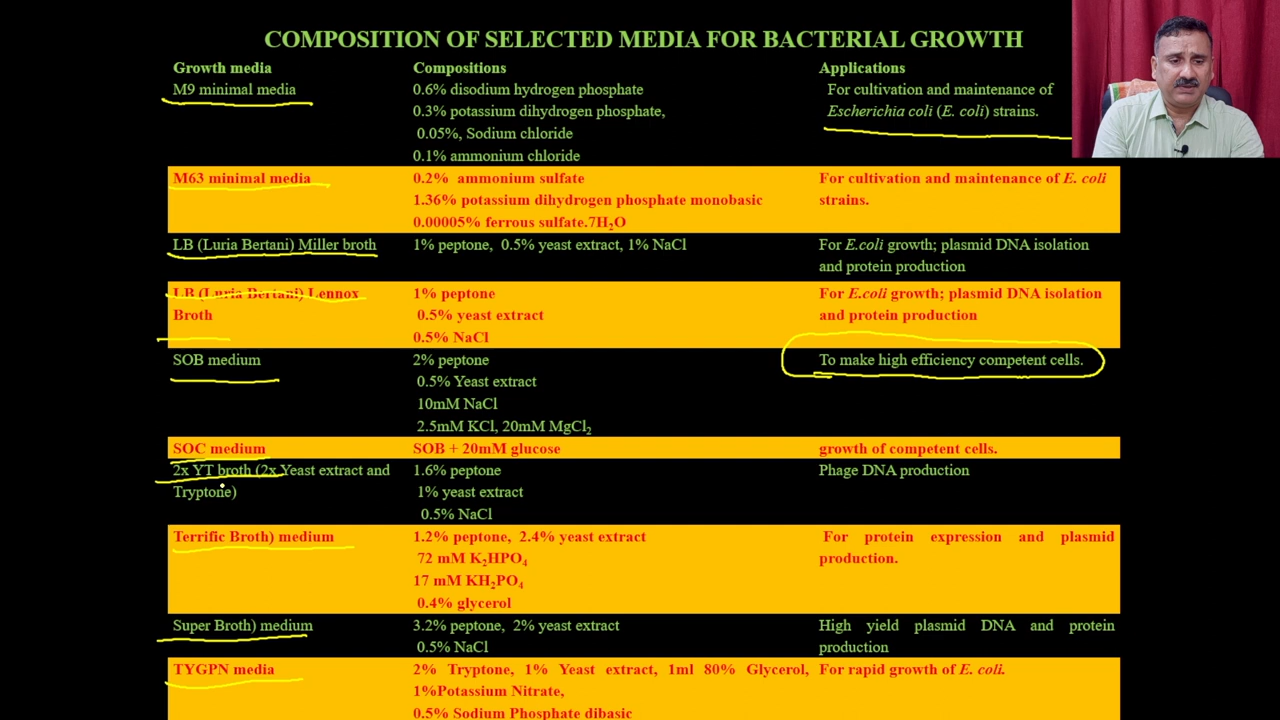 COMPOSITION OF SELECTED MEDIA FOR BACTERIAL GROWTH
Growth media Compositions Applications
M9 minimal media 0.6% disodium hydrogen phosphate For cultivation and maintenance of
0.3% potassium dihydrogen phosphate, Escherichia coli (E. coli) strains.
0.05%, Sodium chloride
0.1% ammonium chloride
M63 minimal media 0.2% ammonium sulfate For cultivation and maintenance of E. coli
1.36% potassium dihydrogen phosphate monobasic strains.
0.00005% ferrous sulfate.7H₂O
LB (Luria Bertani) Miller broth 1% peptone, 0.5% yeast extract, 1% NaCl For E.coli growth; plasmid DNA isolation
and protein production
LB (Luria Bertani) Lennox 1% peptone For E.coli growth; plasmid DNA isolation
Broth 0.5% yeast extract and protein production
0.5% NaCl
SOB medium 2% peptone To make high efficiency competent cells.
0.5% Yeast extract
10mM NaCl
2.5mM KCl, 20mM MgCl₂
SOC medium SOB + 20mM glucose growth of competent cells.
2x YT broth (2x Yeast extract and 1.6% peptone Phage DNA production
Tryptone) 1% yeast extract
0.5% NaCl
Terrific Broth) medium 1.2% peptone, 2.4% yeast extract For protein expression and plasmid
72 mM K₂HPO₄ production.
17 mM KH₂PO₄
0.4% glycerol
Super Broth) medium 3.2% peptone, 2% yeast extract High yield plasmid DNA and protein
0.5% NaCl production
TYGPN media 2% Tryptone, 1% Yeast extract, 1ml 80% Glycerol, For rapid growth of E. coli.
1%Potassium Nitrate,
0.5% Sodium Phosphate dibasic